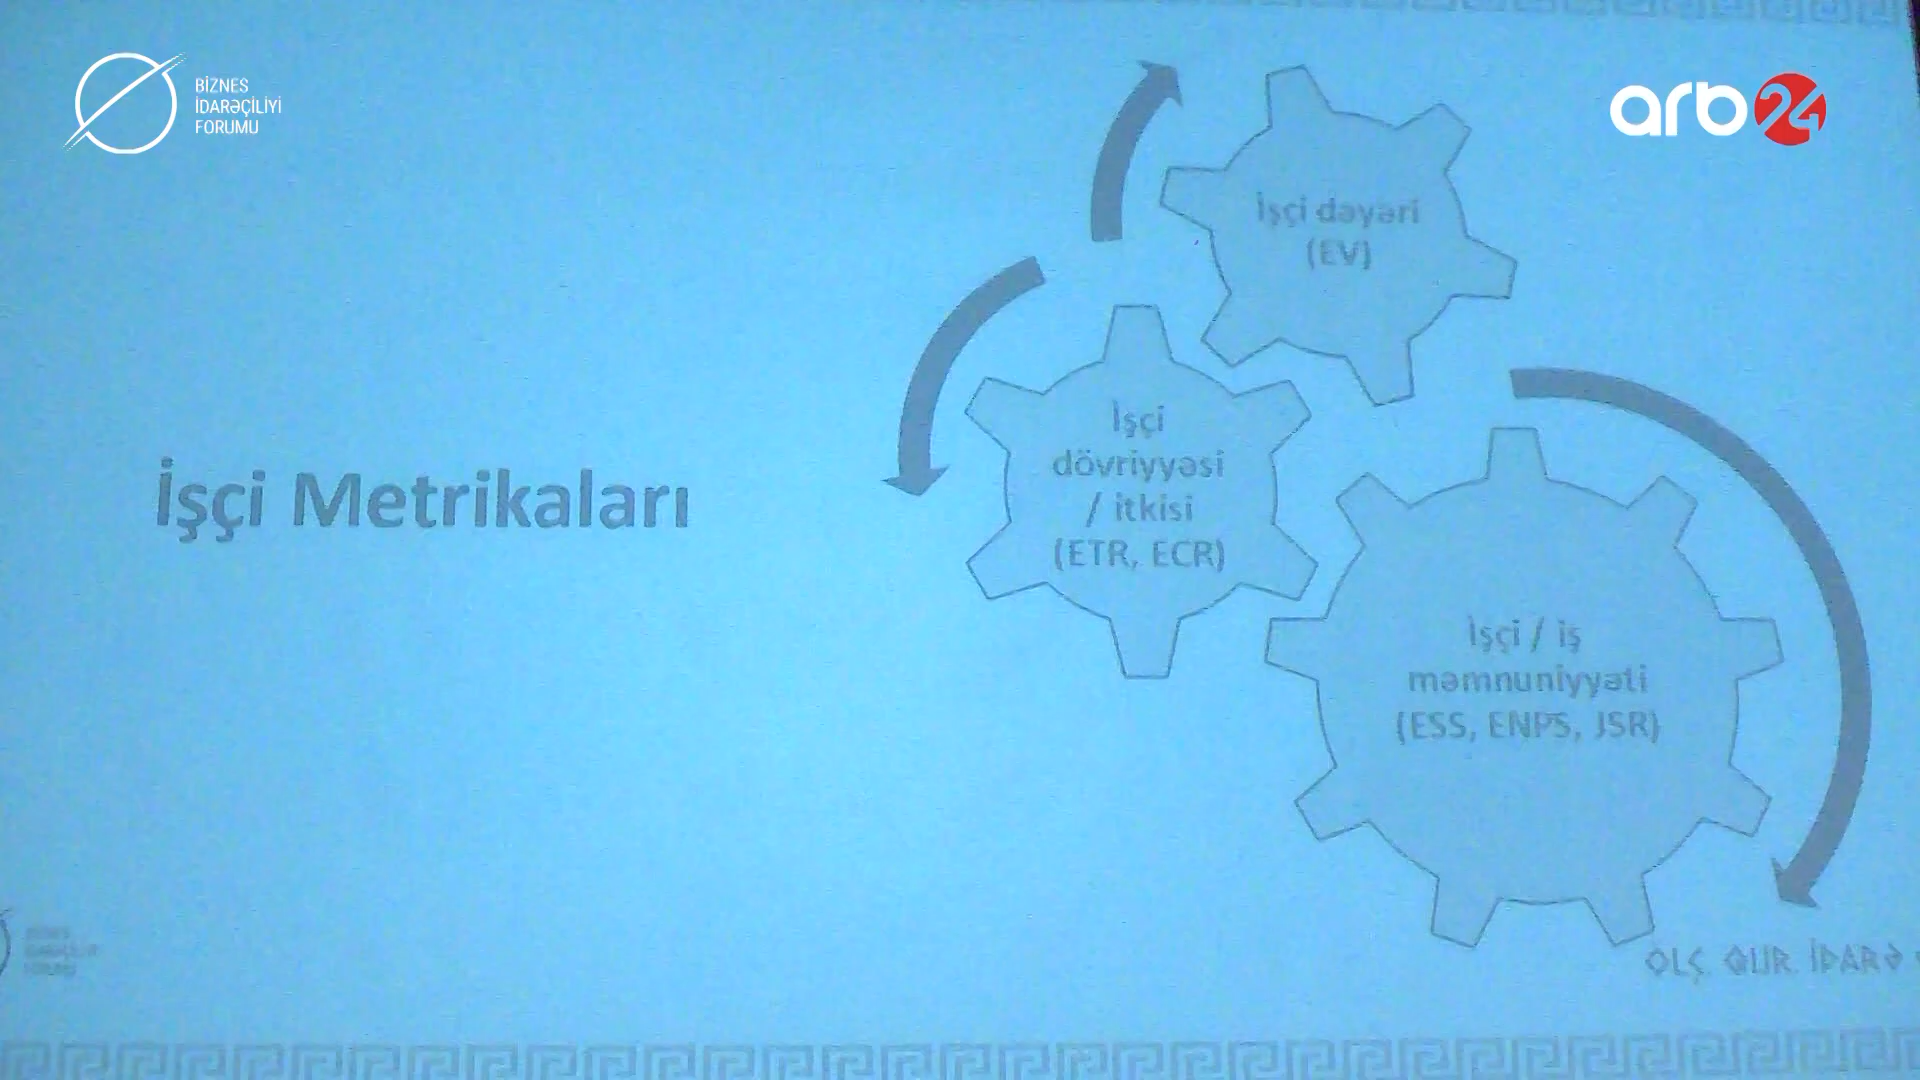 BİZNES
İDARƏÇİLİYİ
FORUMU
arb24
İşçi Metrikaları
İşçi dəyəri
(EV)
İşçi
dövriyyəsi
/ itkisi
(ETR, ECR)
İşçi / iş
məmnuniyyəti
(ESS, ENPS, JSR)
ÖLÇ. QUR. İDARƏ